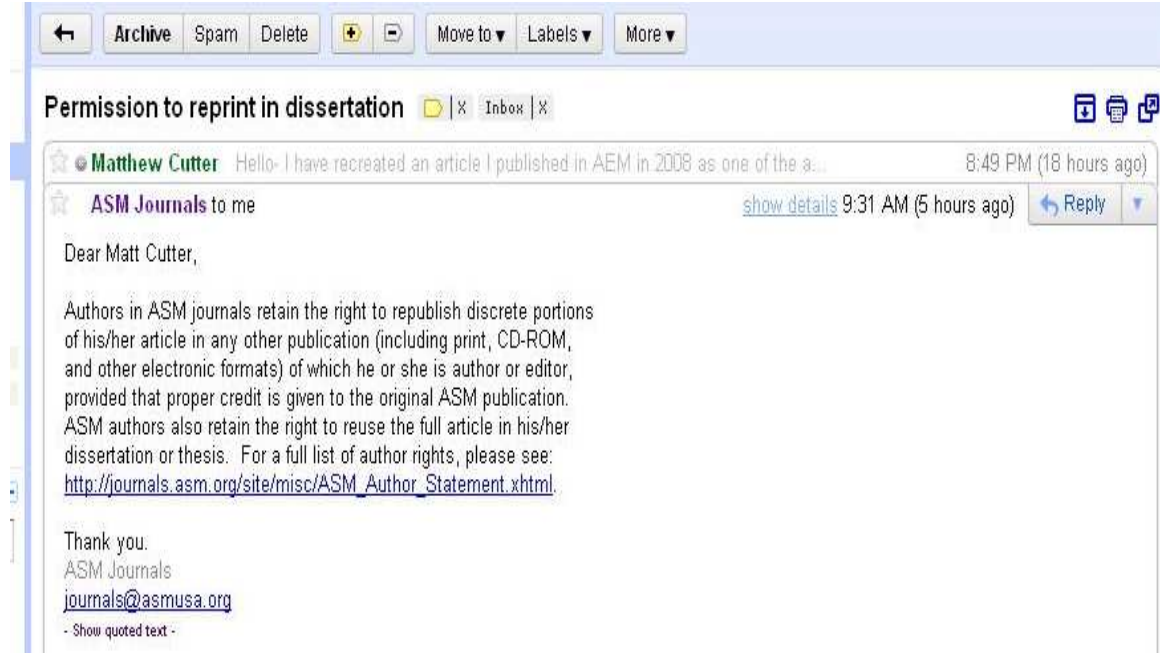 Archive Spam Delete Move to ▾ Labels ▾ More ▾
Permission to reprint in dissertation | X Inbox | X
Matthew Cutter Hello- I have recreated an article I published in AEM in 2008 as one of the a... 8:49 PM (18 hours ago)
ASM Journals to me show details 9:31 AM (5 hours ago) Reply
Dear Matt Cutter,
Authors in ASM journals retain the right to republish discrete portions
of his/her article in any other publication (including print, CD-ROM,
and other electronic formats) of which he or she is author or editor,
provided that proper credit is given to the original ASM publication.
ASM authors also retain the right to reuse the full article in his/her
dissertation or thesis. For a full list of author rights, please see:
http://journals.asm.org/site/misc/ASM_Author_Statement.xhtml.
Thank you.
ASM Journals
journals@asmusa.org
- Show quoted text -